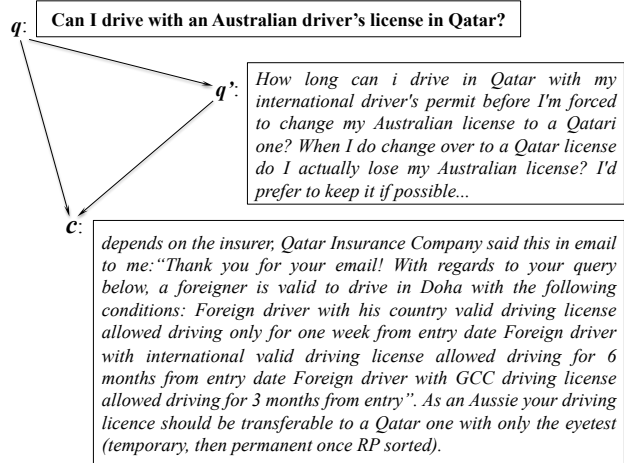 q: Can I drive with an Australian driver's license in Qatar?
q': How long can i drive in Qatar with my
international driver's permit before I'm forced
to change my Australian license to a Qatari
one? When I do change over to a Qatar license
do I actually lose my Australian license? I'd
prefer to keep it if possible...
c: depends on the insurer, Qatar Insurance Company said this in email
to me:“Thank you for your email! With regards to your query
below, a foreigner is valid to drive in Doha with the following
conditions: Foreign driver with his country valid driving license
allowed driving only for one week from entry date Foreign driver
with international valid driving license allowed driving for 6
months from entry date Foreign driver with GCC driving license
allowed driving for 3 months from entry”. As an Aussie your driving
licence should be transferable to a Qatar one with only the eyetest
(temporary, then permanent once RP sorted).